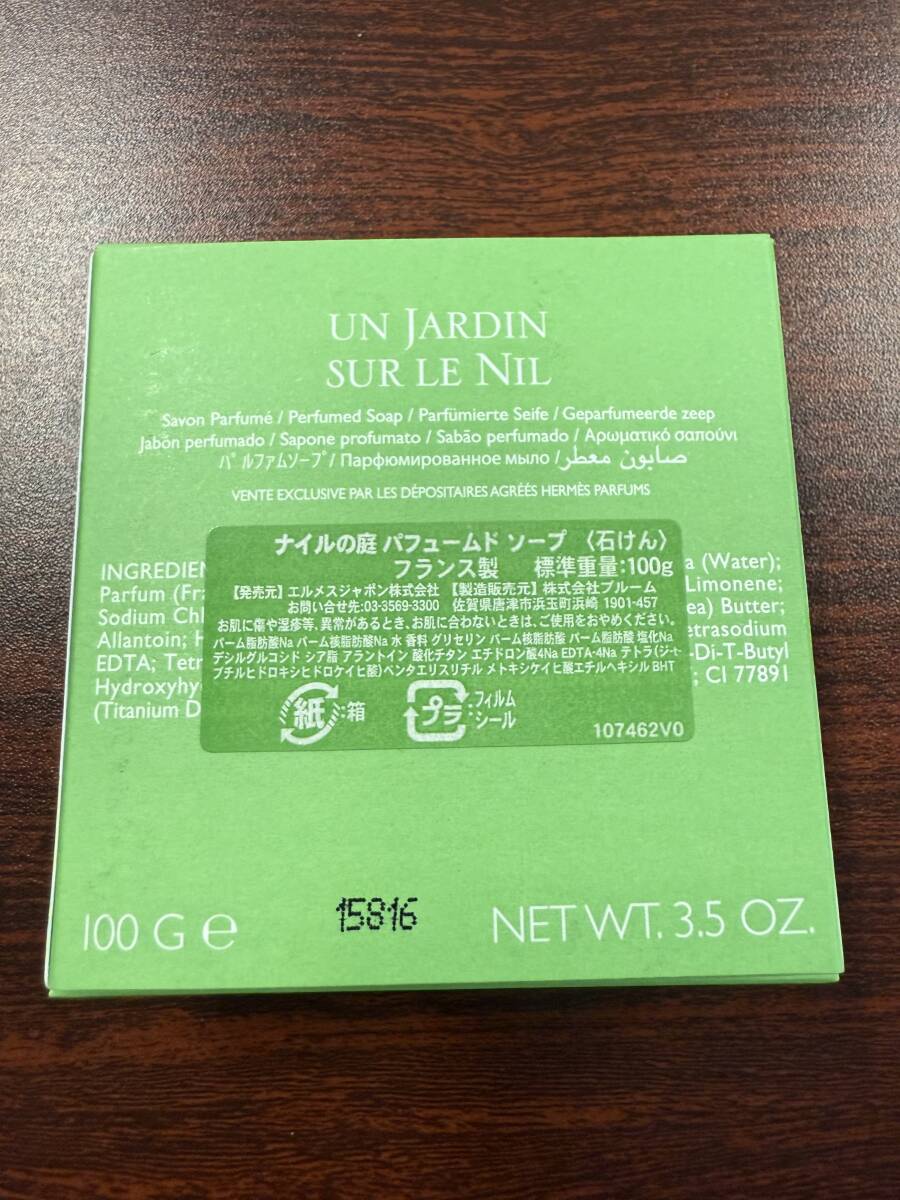 UN JARDIN
SUR LE NIL
Savon Parfumé / Perfumed Soap / Parfümierte Seife / Geparfumeerde zeep
Jabón perfumado / Sapone profumato / Sabão perfumado / Αρωματικό σαπούνι
パルファムソープ / Парфюмированное мыло / صابون معطر
VENTE EXCLUSIVE PAR LES DÉPOSITAIRES AGRÉÉS HERMÈS PARFUMS
ナイルの庭 パフュームド ソープ 〈石けん〉
フランス製 標準重量:100g
【発売元】エルメスジャポン株式会社 【製造販売元】株式会社ブルーム
お問い合せ先:03-3569-3300 佐賀県唐津市浜玉町浜崎 1901-457
お肌に傷や湿疹等、異常があるとき、お肌に合わないときは、ご使用をおやめください。
パーム脂肪酸Na パーム核脂肪酸Na 水 香料 グリセリン パーム核脂肪酸 パーム脂肪酸 塩化Na
デシルグルコシド シア脂 アラントイン 酸化チタン エチドロン酸4Na EDTA-4Na テトラ(ジ-t-
ブチルヒドロキシヒドロケイヒ酸)ペンタエリスリチル メトキシケイヒ酸エチルヘキシル BHT
紙 :箱 プラ :フィルム
シール
107462V0
INGREDIEN a (Water);
Parfum (Fra Limonene;
Sodium Chl ea) Butter;
Allantoin; H etrasodium
EDTA; Tetr -Di-T-Butyl
Hydroxyhy ; CI 77891
(Titanium D
100 G e 15816 NET WT. 3.5 OZ.